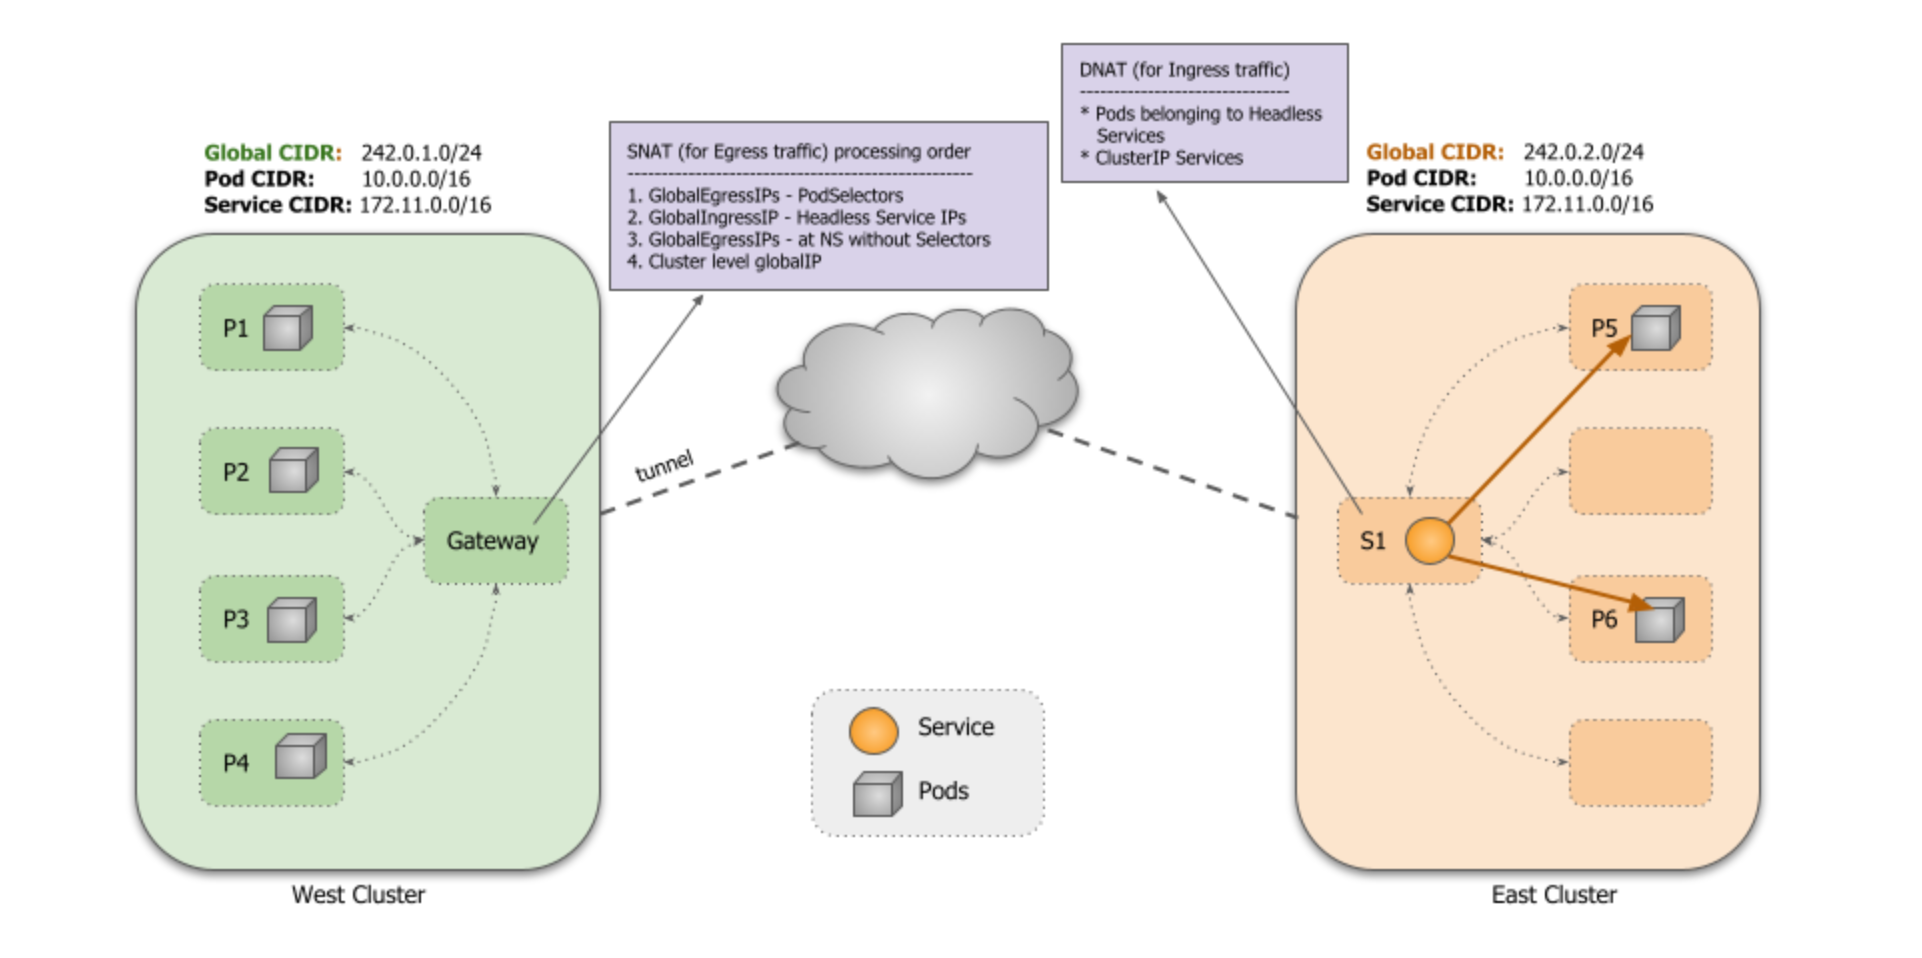 DNAT (for Ingress traffic)
-------------------------------
* Pods belonging to Headless
Services
* ClusterIP Services
SNAT (for Egress traffic) processing order
---------------------------------------------------
1. GlobalEgressIPs - PodSelectors
2. GlobalIngressIP - Headless Service IPs
3. GlobalEgressIPs - at NS without Selectors
4. Cluster level globalIP
Global CIDR: 242.0.1.0/24
Pod CIDR: 10.0.0.0/16
Service CIDR: 172.11.0.0/16
Global CIDR: 242.0.2.0/24
Pod CIDR: 10.0.0.0/16
Service CIDR: 172.11.0.0/16
P1
P2
P3
P4
Gateway
tunnel
S1
P5
P6
Service
Pods
West Cluster
East Cluster